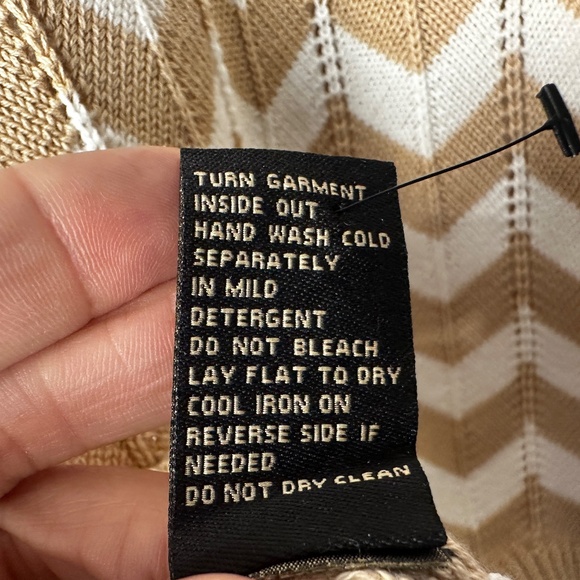 TURN GARMENT
INSIDE OUT
HAND WASH COLD
SEPARATELY
IN MILD
DETERGENT
DO NOT BLEACH
LAY FLAT TO DRY
COOL IRON ON
REVERSE SIDE IF
NEEDED
DO NOT DRY CLEAN